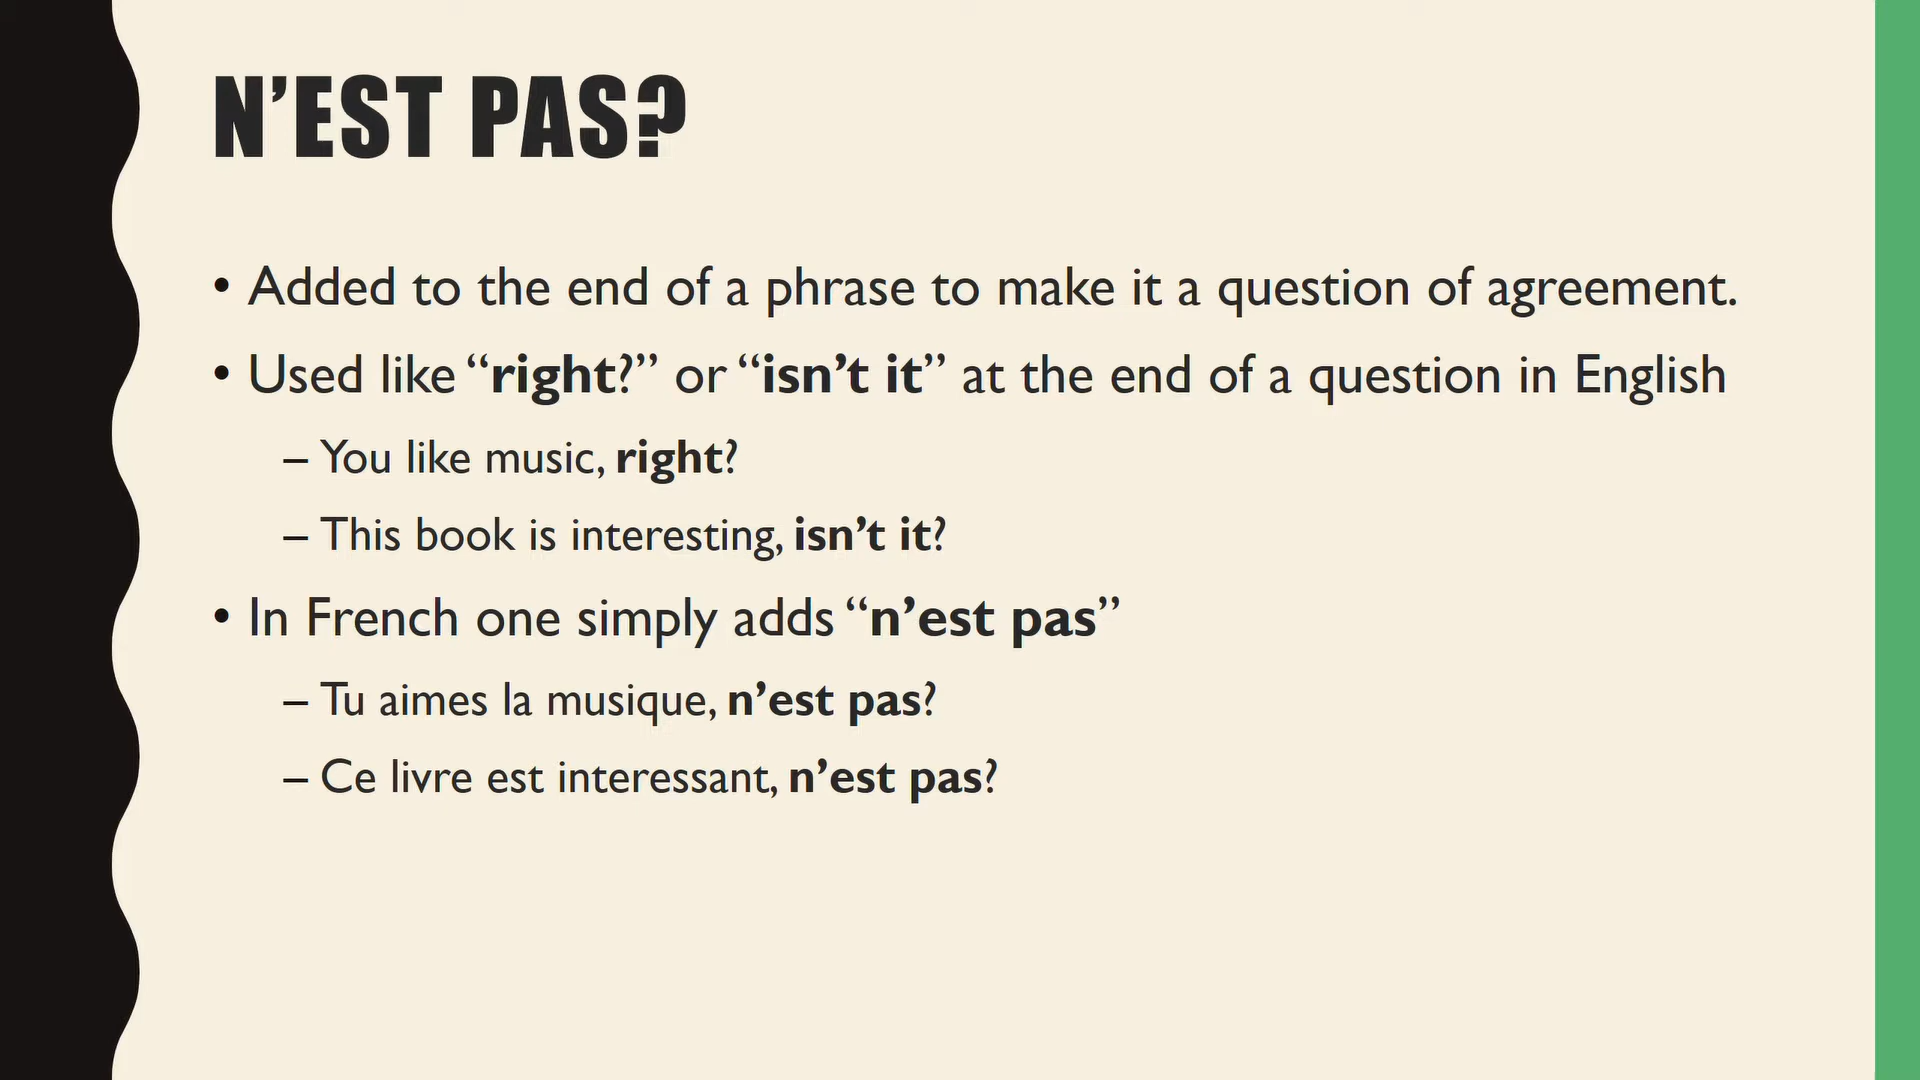 N’EST PAS?
• Added to the end of a phrase to make it a question of agreement.
• Used like “right?” or “isn’t it” at the end of a question in English
– You like music, right?
– This book is interesting, isn’t it?
• In French one simply adds “n’est pas”
– Tu aimes la musique, n’est pas?
– Ce livre est interessant, n’est pas?